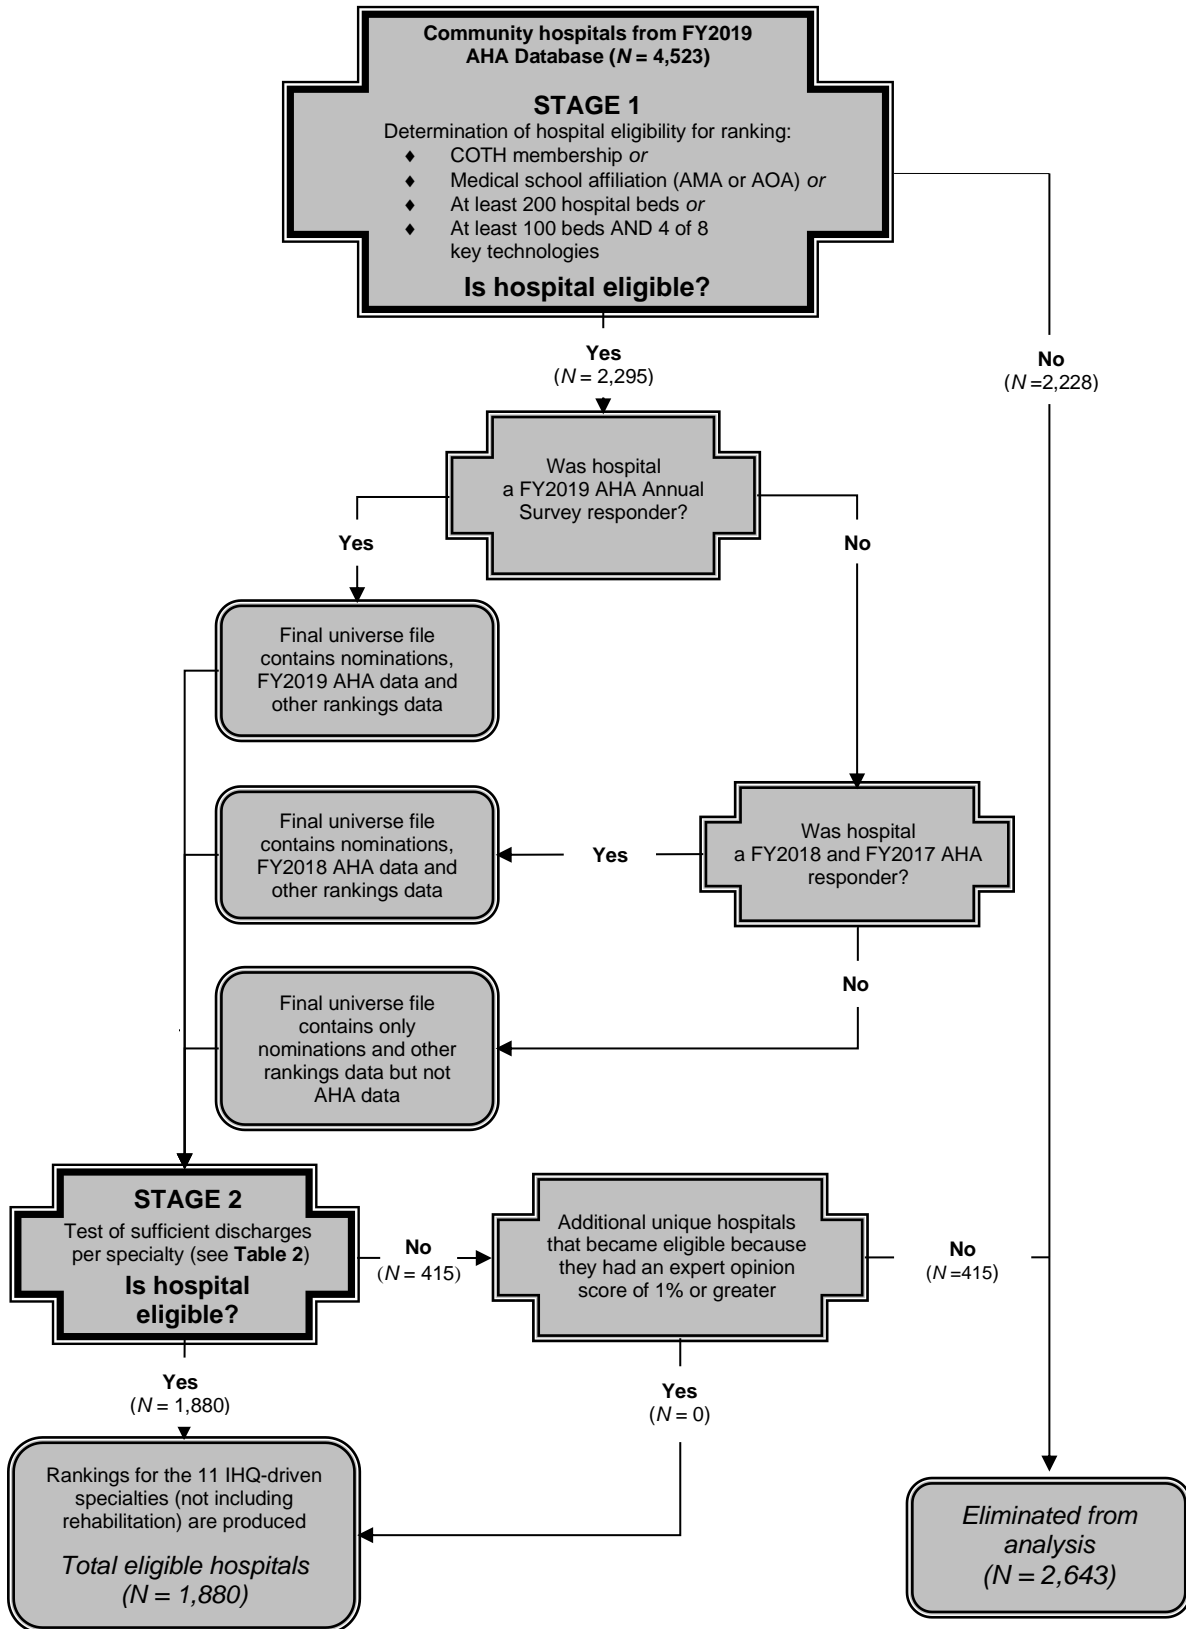 Community hospitals from FY2019
AHA Database (N = 4,523)
STAGE 1
Determination of hospital eligibility for ranking:
♦ COTH membership or
♦ Medical school affiliation (AMA or AOA) or
♦ At least 200 hospital beds or
♦ At least 100 beds AND 4 of 8
key technologies
Is hospital eligible?
Yes
(N = 2,295)
No
(N =2,228)
Was hospital
a FY2019 AHA Annual
Survey responder?
Yes
No
Final universe file
contains nominations,
FY2019 AHA data and
other rankings data
Final universe file
contains nominations,
FY2018 AHA data and
other rankings data
Yes
Was hospital
a FY2018 and FY2017 AHA
responder?
No
Final universe file
contains only
nominations and other
rankings data but not
AHA data
STAGE 2
Test of sufficient discharges
per specialty (see Table 2)
Is hospital
eligible?
No
(N = 415)
Additional unique hospitals
that became eligible because
they had an expert opinion
score of 1% or greater
No
(N =415)
Yes
(N = 1,880)
Yes
(N = 0)
Rankings for the 11 IHQ-driven
specialties (not including
rehabilitation) are produced
Total eligible hospitals
(N = 1,880)
Eliminated from
analysis
(N = 2,643)